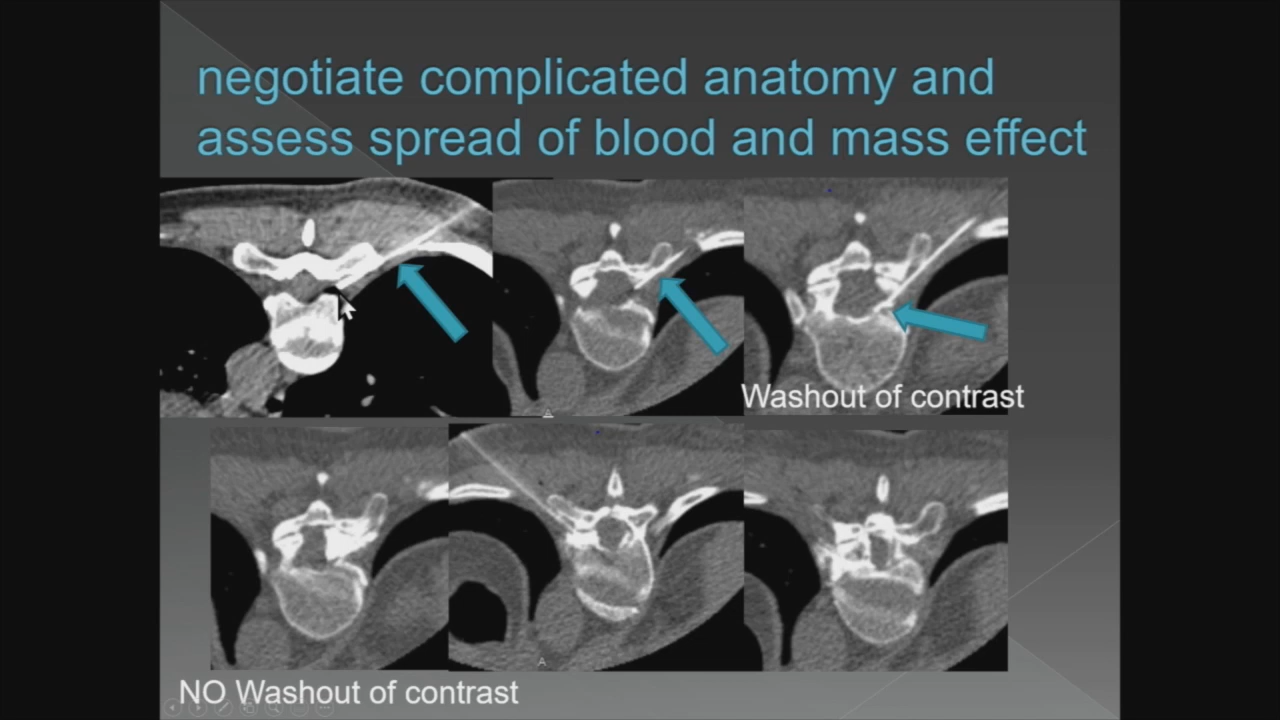 negotiate complicated anatomy and
assess spread of blood and mass effect
Washout of contrast
A
NO Washout of contrast